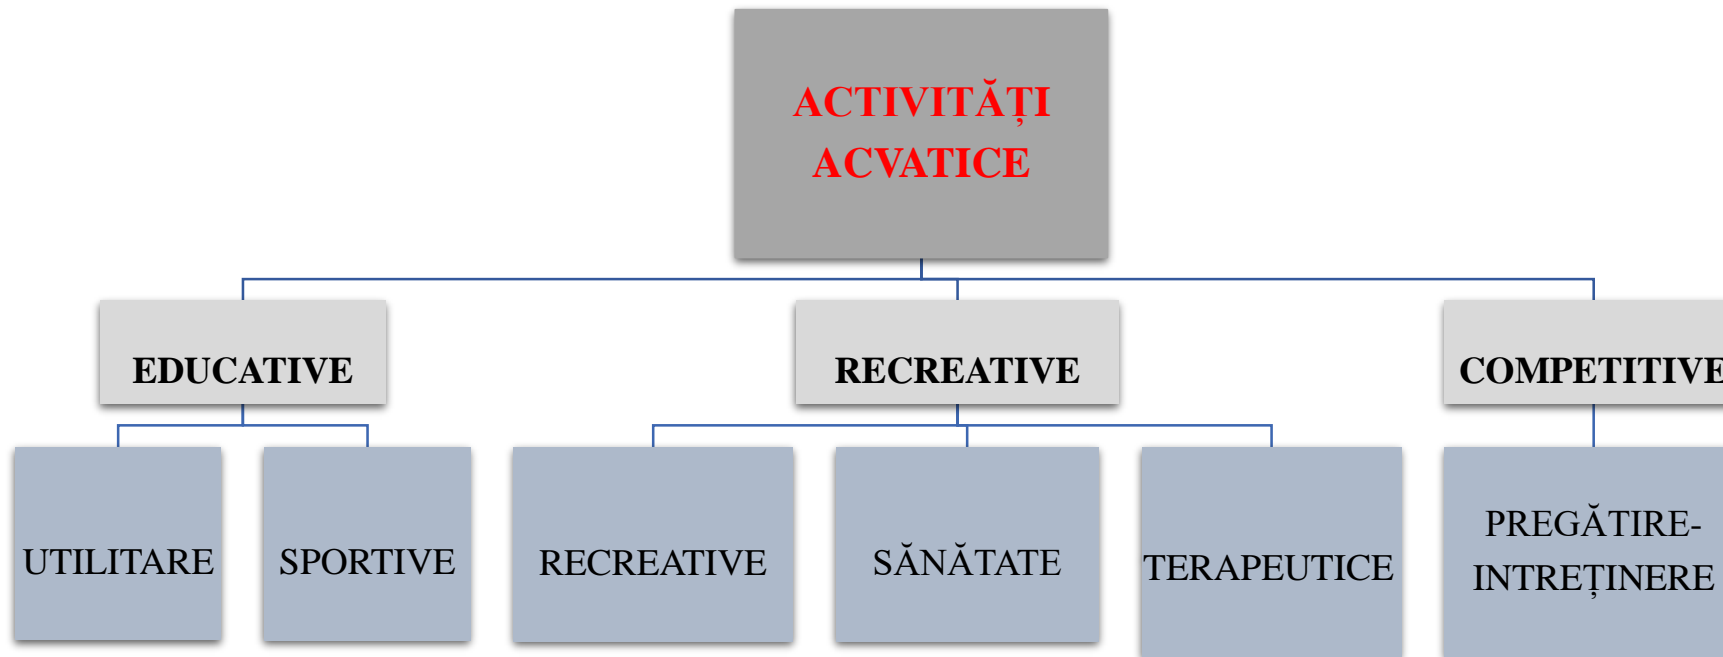 ACTIVITĂȚI
ACVATICE
EDUCATIVE
RECREATIVE
COMPETITIVE
UTILITARE
SPORTIVE
RECREATIVE
SĂNĂTATE
TERAPEUTICE
PREGĂTIRE-
INTREȚINERE